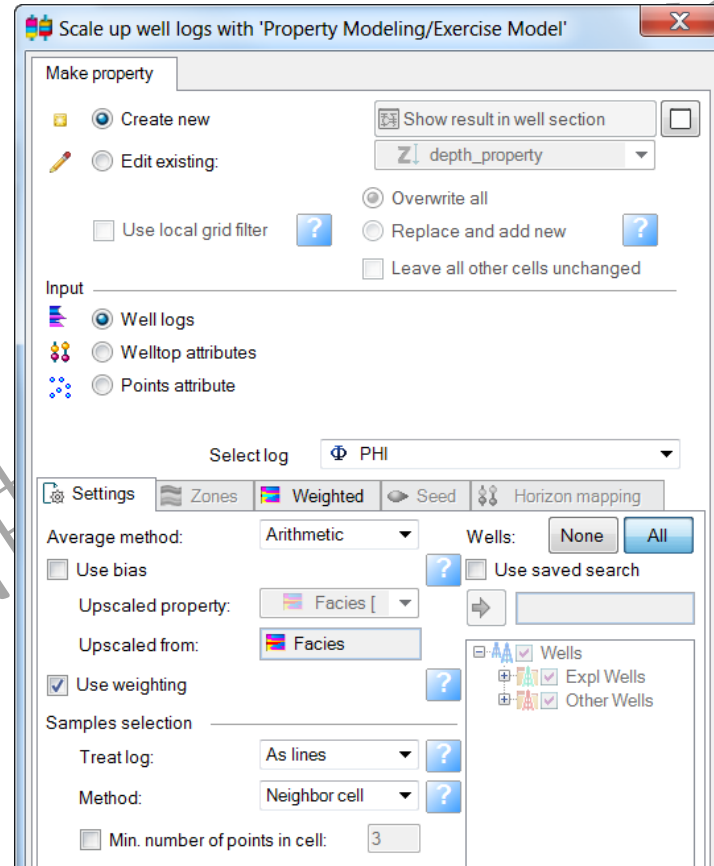 Scale up well logs with 'Property Modeling/Exercise Model'
Make property
Create new
Show result in well section
Edit existing:
depth_property
Overwrite all
Use local grid filter
?
Replace and add new
?
Leave all other cells unchanged
Input
Well logs
Welltop attributes
Points attribute
Select log
Φ PHI
Settings
Zones
Weighted
Seed
Horizon mapping
Average method:
Arithmetic
Wells:
None
All
Use bias
?
Use saved search
Upscaled property:
Facies [
Upscaled from:
Facies
Wells
Expl Wells
Other Wells
Use weighting
?
Samples selection
Treat log:
As lines
?
Method:
Neighbor cell
?
Min. number of points in cell:
3